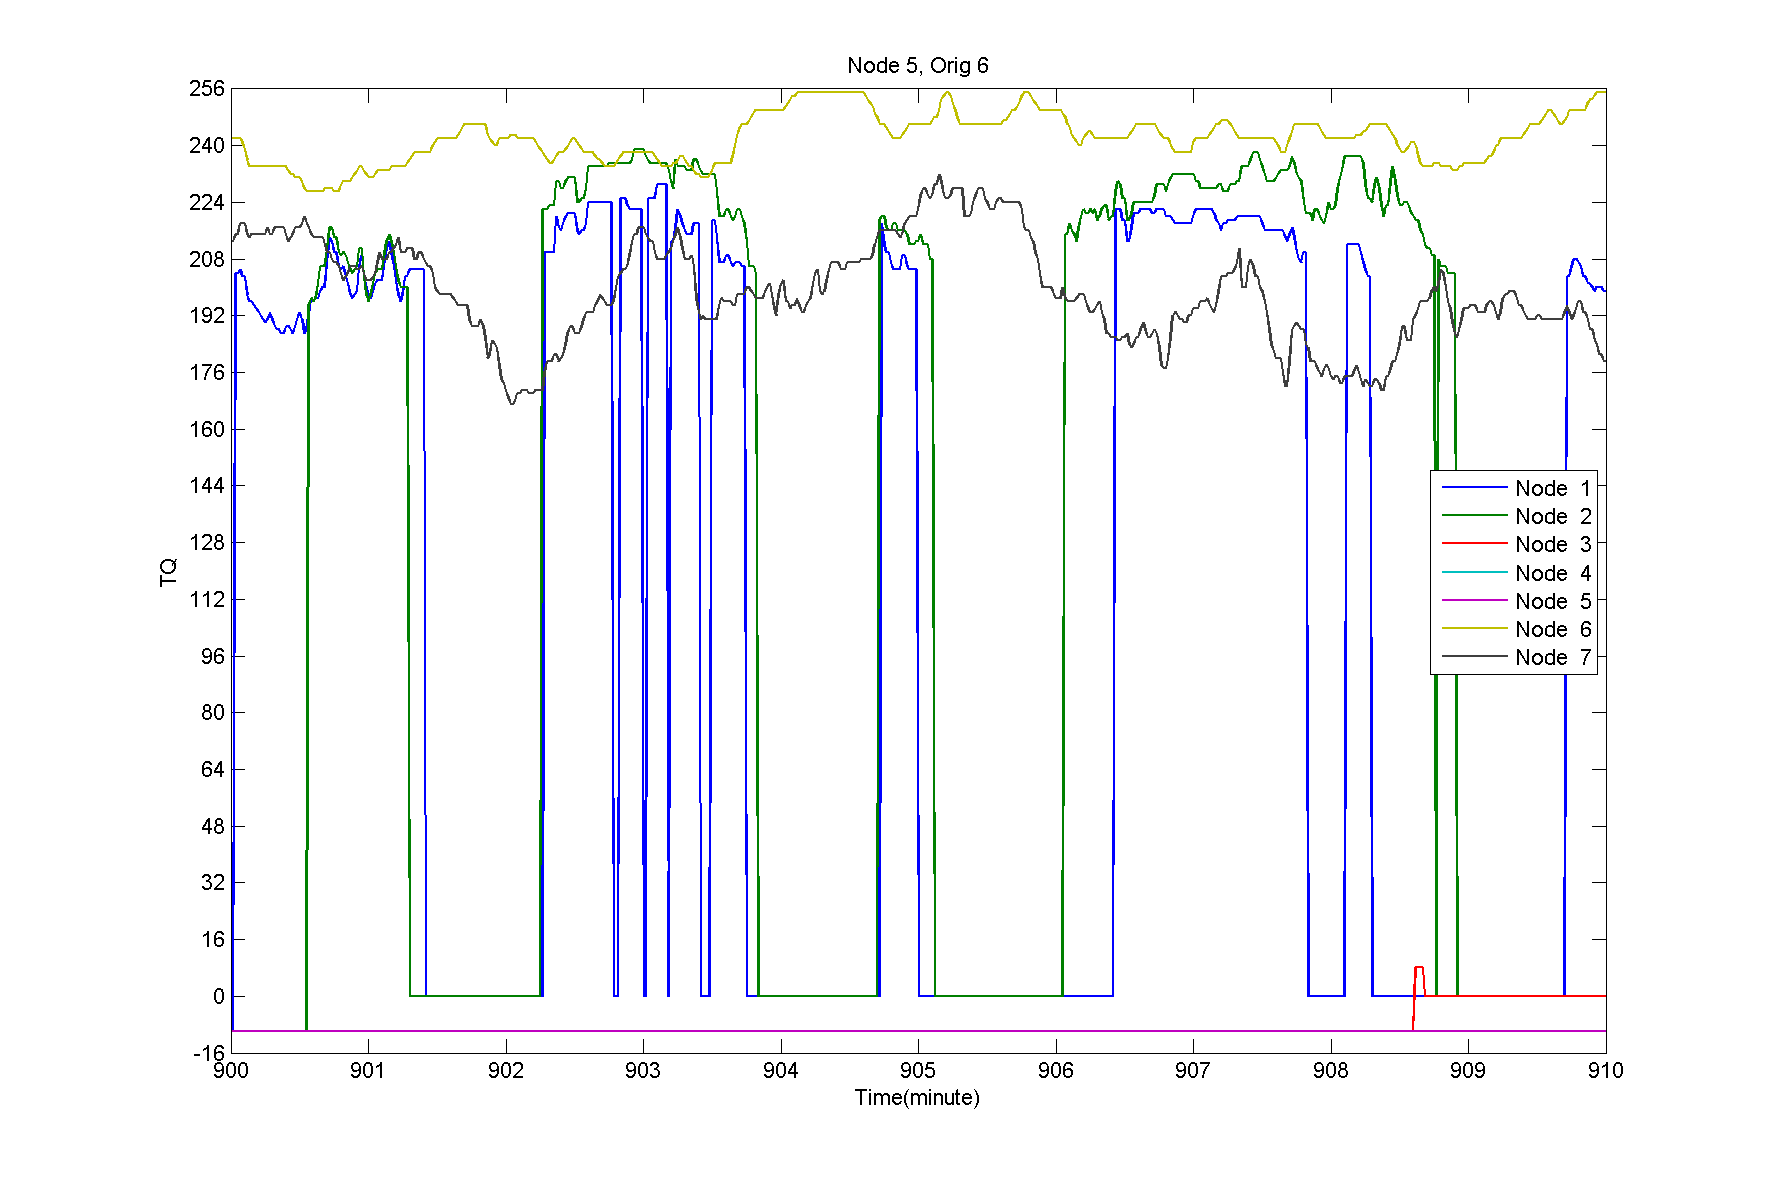 Node 5, Orig 6
256
240
224
208
192
176
160
144
128
112
96
80
64
48
32
16
0
-16
TQ
Node 1
Node 2
Node 3
Node 4
Node 5
Node 6
Node 7
900 901 902 903 904 905 906 907 908 909 910
Time(minute)